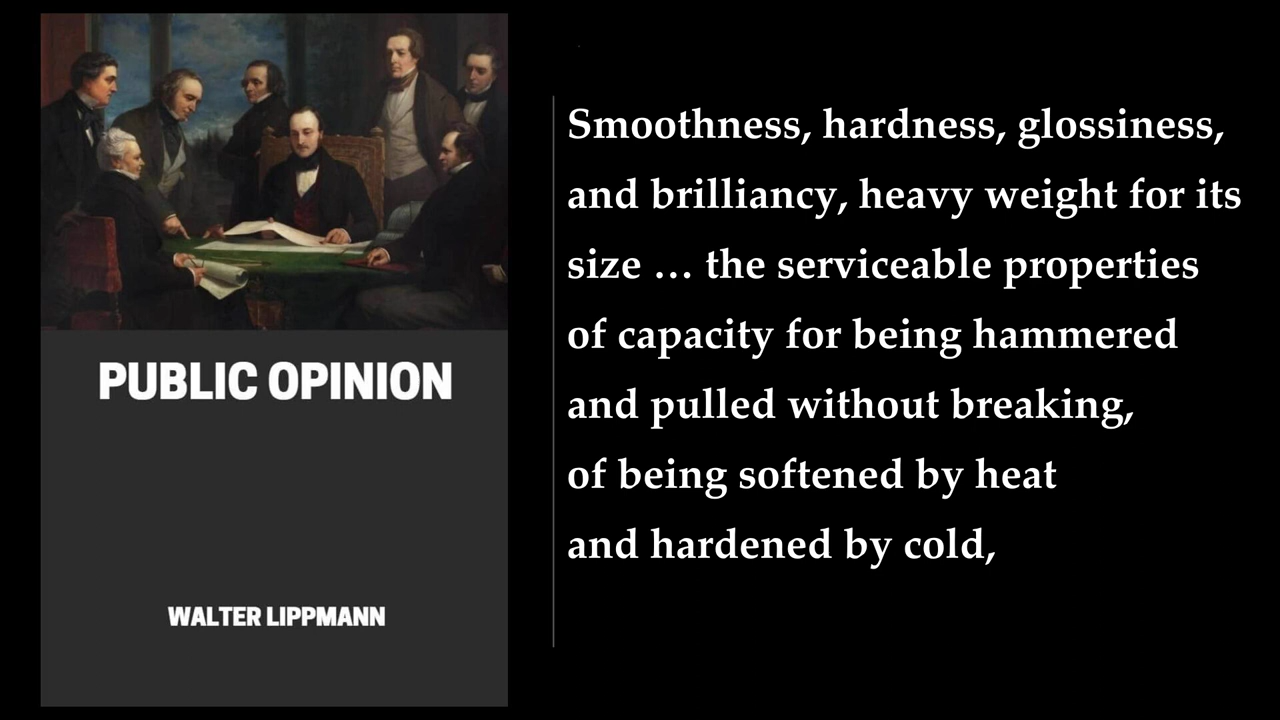 PUBLIC OPINION
WALTER LIPPMANN
Smoothness, hardness, glossiness,
and brilliancy, heavy weight for its
size … the serviceable properties
of capacity for being hammered
and pulled without breaking,
of being softened by heat
and hardened by cold,